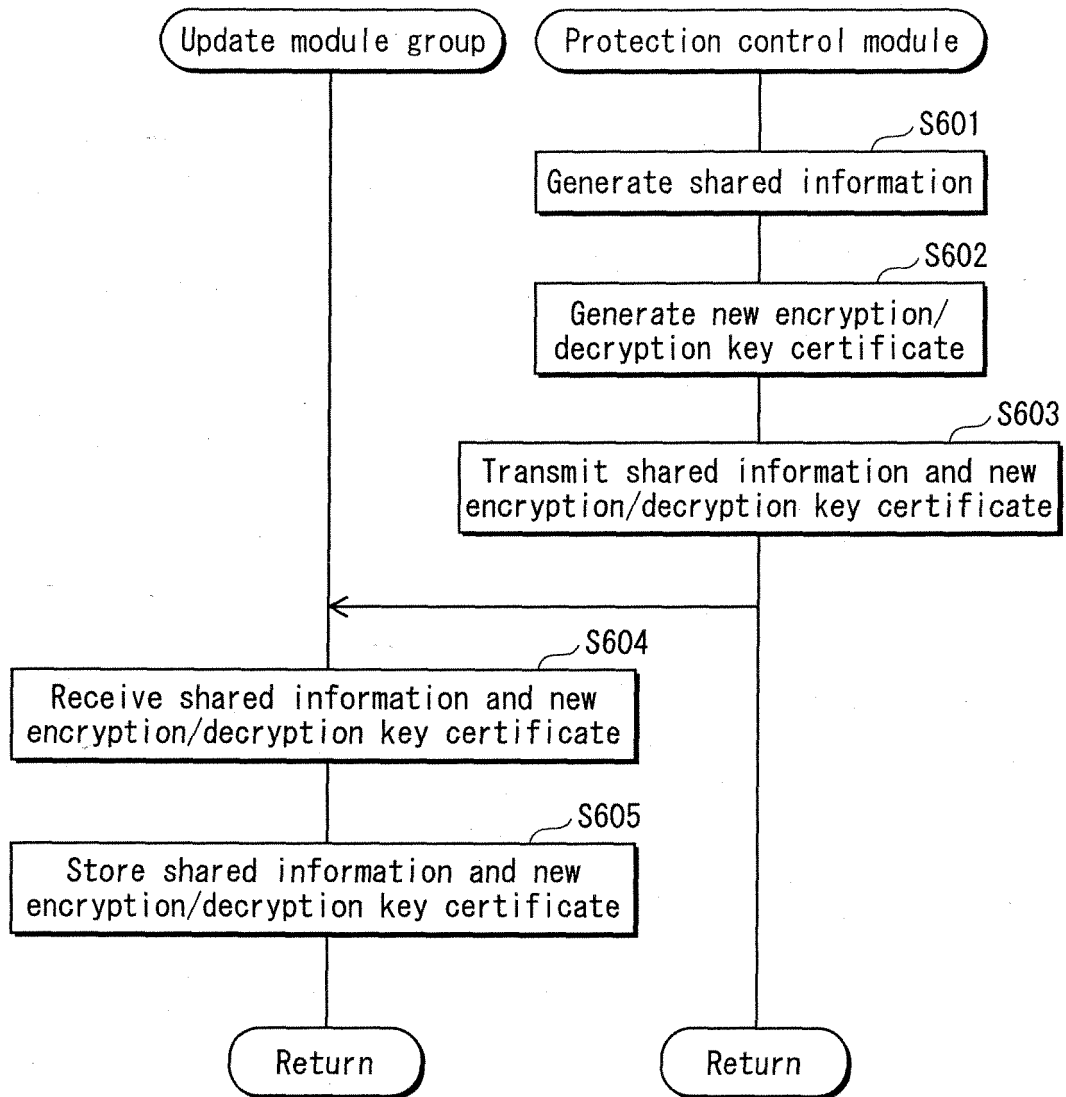 Update module group
Protection control module
S601
Generate shared information
S602
Generate new encryption/
decryption key certificate
S603
Transmit shared information and new
encryption/decryption key certificate
S604
Receive shared information and new
encryption/decryption key certificate
S605
Store shared information and new
encryption/decryption key certificate
Return
Return